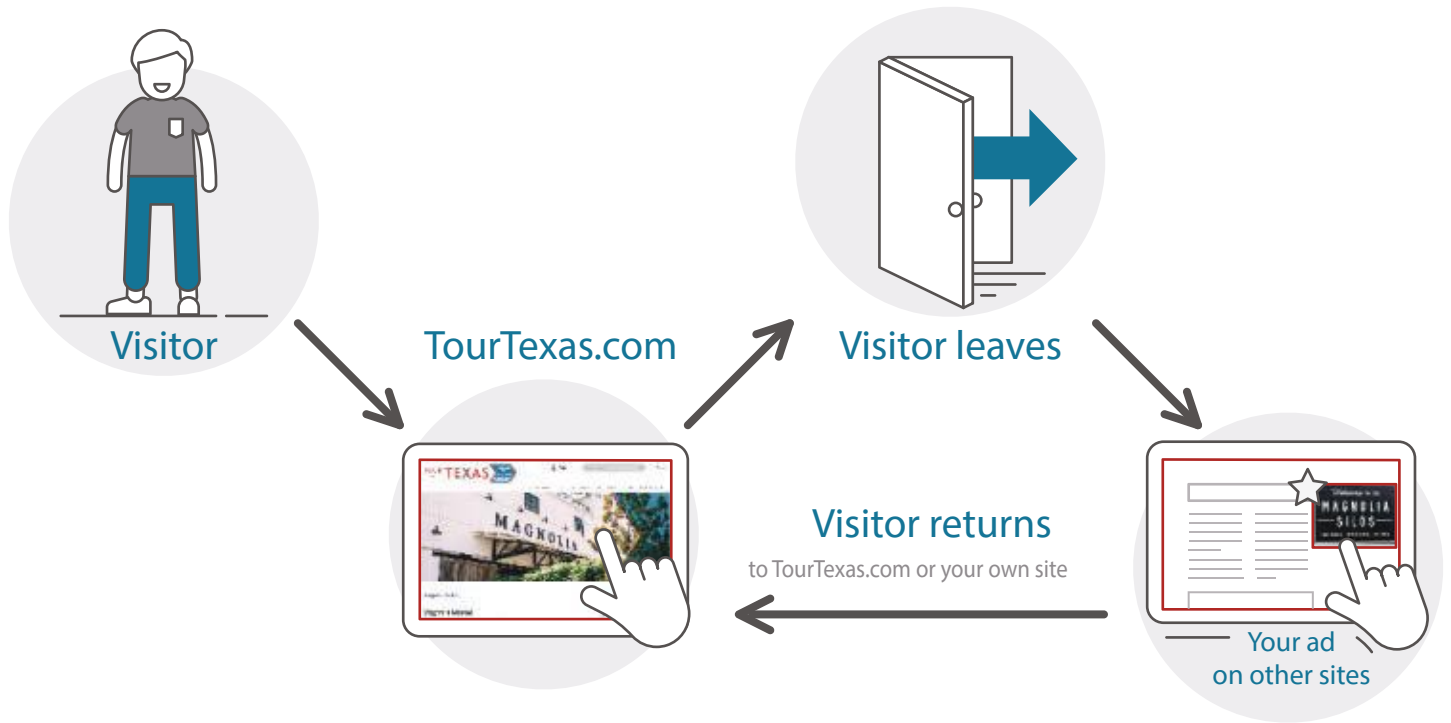 Visitor
TourTexas.com
Visitor leaves
TEXAS
MAGNOLIA
Visitor returns
to TourTexas.com or your own site
MAGNOLIA
SILOS
Your ad
on other sites